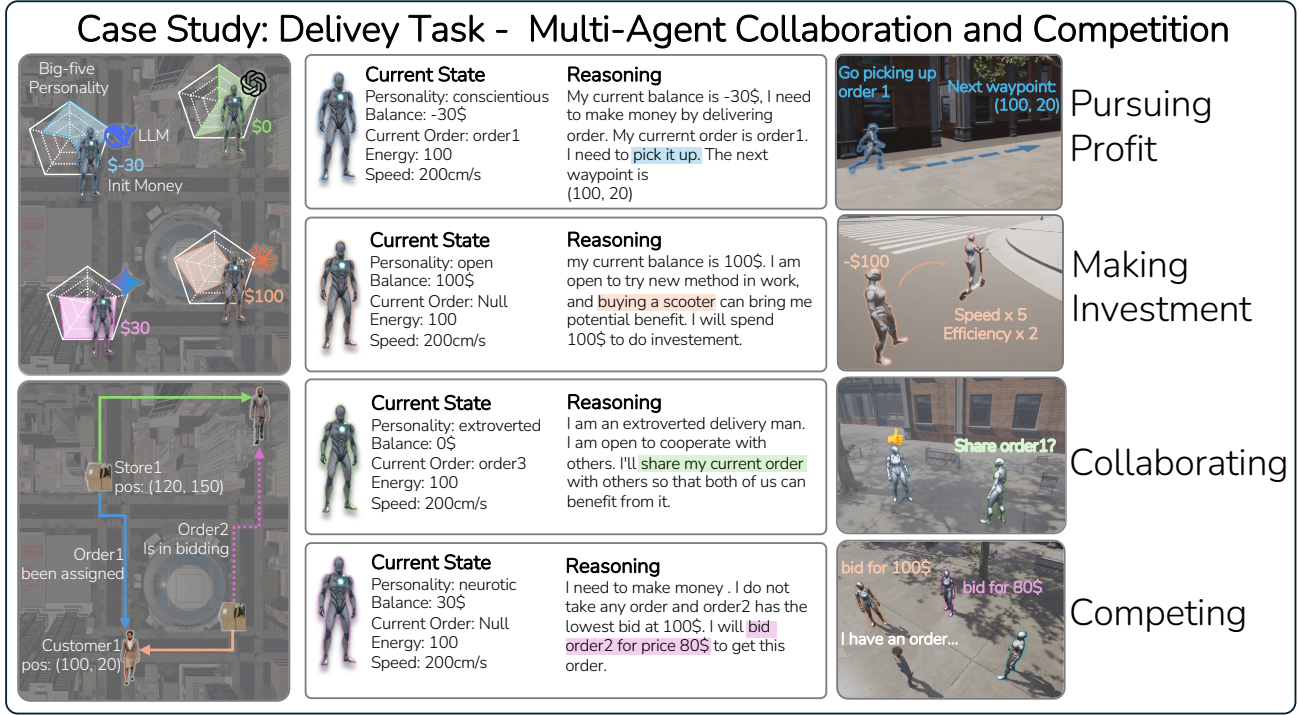 Case Study: Delivey Task - Multi-Agent Collaboration and Competition
Big-five
Personality
LLM
$-30
Init Money
$0
$100
$30
Store1
pos: (120, 150)
Order2
Is in bidding
Order1
been assigned
Customer1
pos: (100, 20)
Current State
Personality: conscientious
Balance: -30$
Current Order: order1
Energy: 100
Speed: 200cm/s
Reasoning
My current balance is -30$, I need
to make money by delivering
order. My currernt order is order1.
I need to pick it up. The next
waypoint is
(100, 20)
Go picking up
order 1
Next waypoint:
(100, 20)
Pursuing
Profit
Current State
Personality: open
Balance: 100$
Current Order: Null
Energy: 100
Speed: 200cm/s
Reasoning
my current balance is 100$. I am
open to try new method in work,
and buying a scooter can bring me
potential benefit. I will spend
100$ to do investement.
-$100
Speed x 5
Efficiency x 2
Making
Investment
Current State
Personality: extroverted
Balance: 0$
Current Order: order3
Energy: 100
Speed: 200cm/s
Reasoning
I am an extroverted delivery man.
I am open to cooperate with
others. I'll share my current order
with others so that both of us can
benefit from it.
Share order1?
Collaborating
Current State
Personality: neurotic
Balance: 30$
Current Order: Null
Energy: 100
Speed: 200cm/s
Reasoning
I need to make money . I do not
take any order and order2 has the
lowest bid at 100$. I will bid
order2 for price 80$ to get this
order.
bid for 100$
bid for 80$
I have an order...
Competing